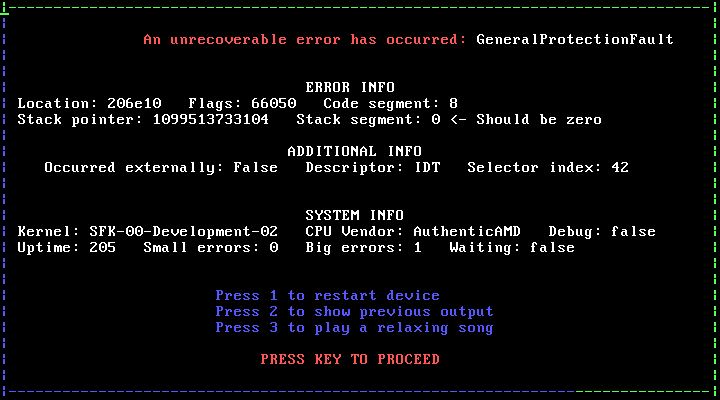 An unrecoverable error has occurred: GeneralProtectionFault
ERROR INFO
Location: 206e10   Flags: 66050   Code segment: 8
Stack pointer: 1099513733104   Stack segment: 0 <- Should be zero
ADDITIONAL INFO
Occurred externally: False   Descriptor: IDT   Selector index: 42
SYSTEM INFO
Kernel: SFK-00-Development-02   CPU Vendor: AuthenticAMD   Debug: false
Uptime: 205   Small errors: 0   Big errors: 1   Waiting: false
Press 1 to restart device
Press 2 to show previous output
Press 3 to play a relaxing song
PRESS KEY TO PROCEED